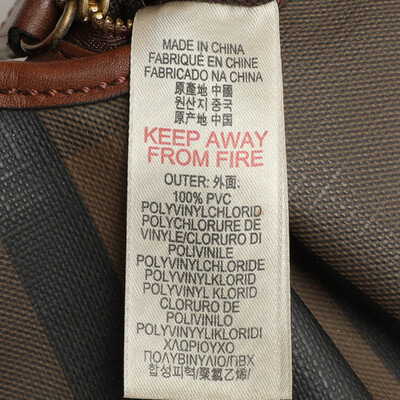 MADE IN CHINA
FABRIQUÉ EN CHINE
FABRICADO NA CHINA
原產地 中國
원산지 중국
原产地 中国
KEEP AWAY
FROM FIRE
OUTER: 外面:
100% PVC
POLYVINYLCHLORID
POLYCHLORURE DE
VINYLE/CLORURO DI
POLIVINILE
POLYVINYLCHLORIDE
POLYVINYL KLORID
POLYVINYL KLORID
CLORURO DE
POLIVINILO
POLYVINYYLIKLORIDI
ΧΛΩΡΙΟΥΧΟ
ΠΟΛΥΒΙΝΥΛΙΟ/ΠΒΧ
합성피혁/聚氯乙烯/